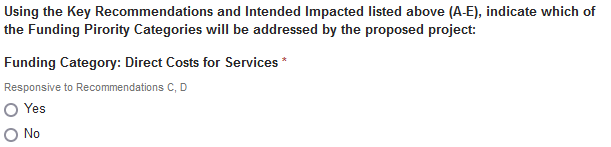 Using the Key Recommendations and Intended Impacted listed above (A-E), indicate which of
the Funding Pirority Categories will be addressed by the proposed project:
Funding Category: Direct Costs for Services *
Responsive to Recommendations C, D
Yes
No